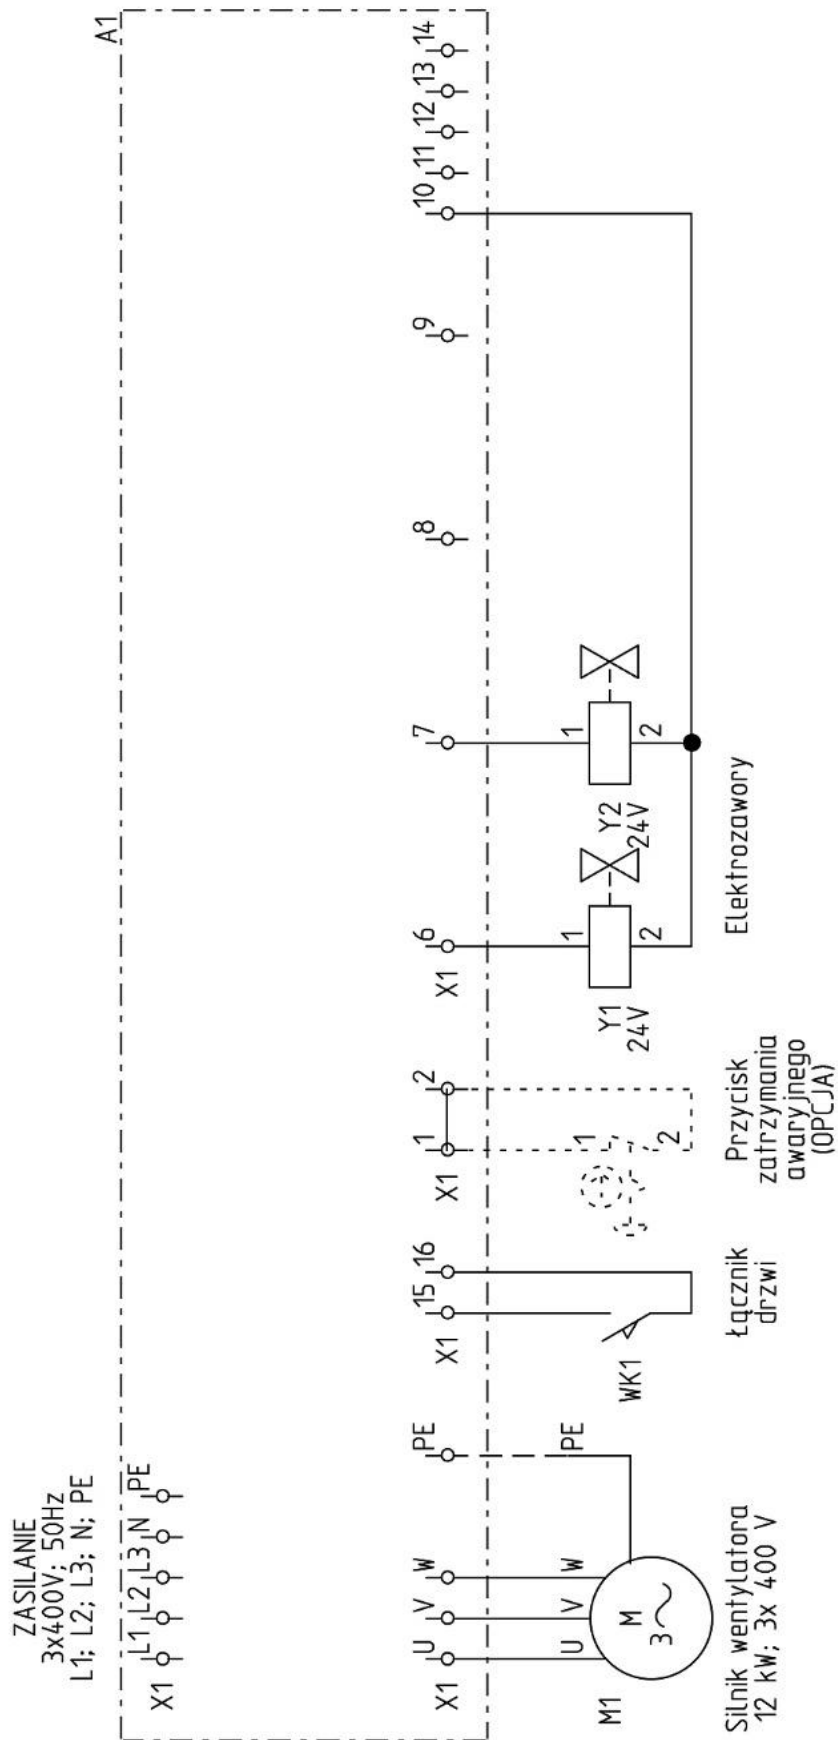 ZASILANIE
3x400V; 50Hz
L1; L2; L3; N; PE
A1
X1
L1
L2
L3
N
PE
X1
U
V
W
PE
X1
15
16
X1
1
2
X1
6
7
8
9
10
11
12
13
14
U
V
W
PE
M
3
M1
WK1
1
2
1
2
Y1
24V
1
2
Y2
24V
Silnik wentylatora
12 kW; 3x 400 V
Łącznik
drzwi
Przycisk
zatrzymania
awaryjnego
(OPCJA)
Elektrozawory